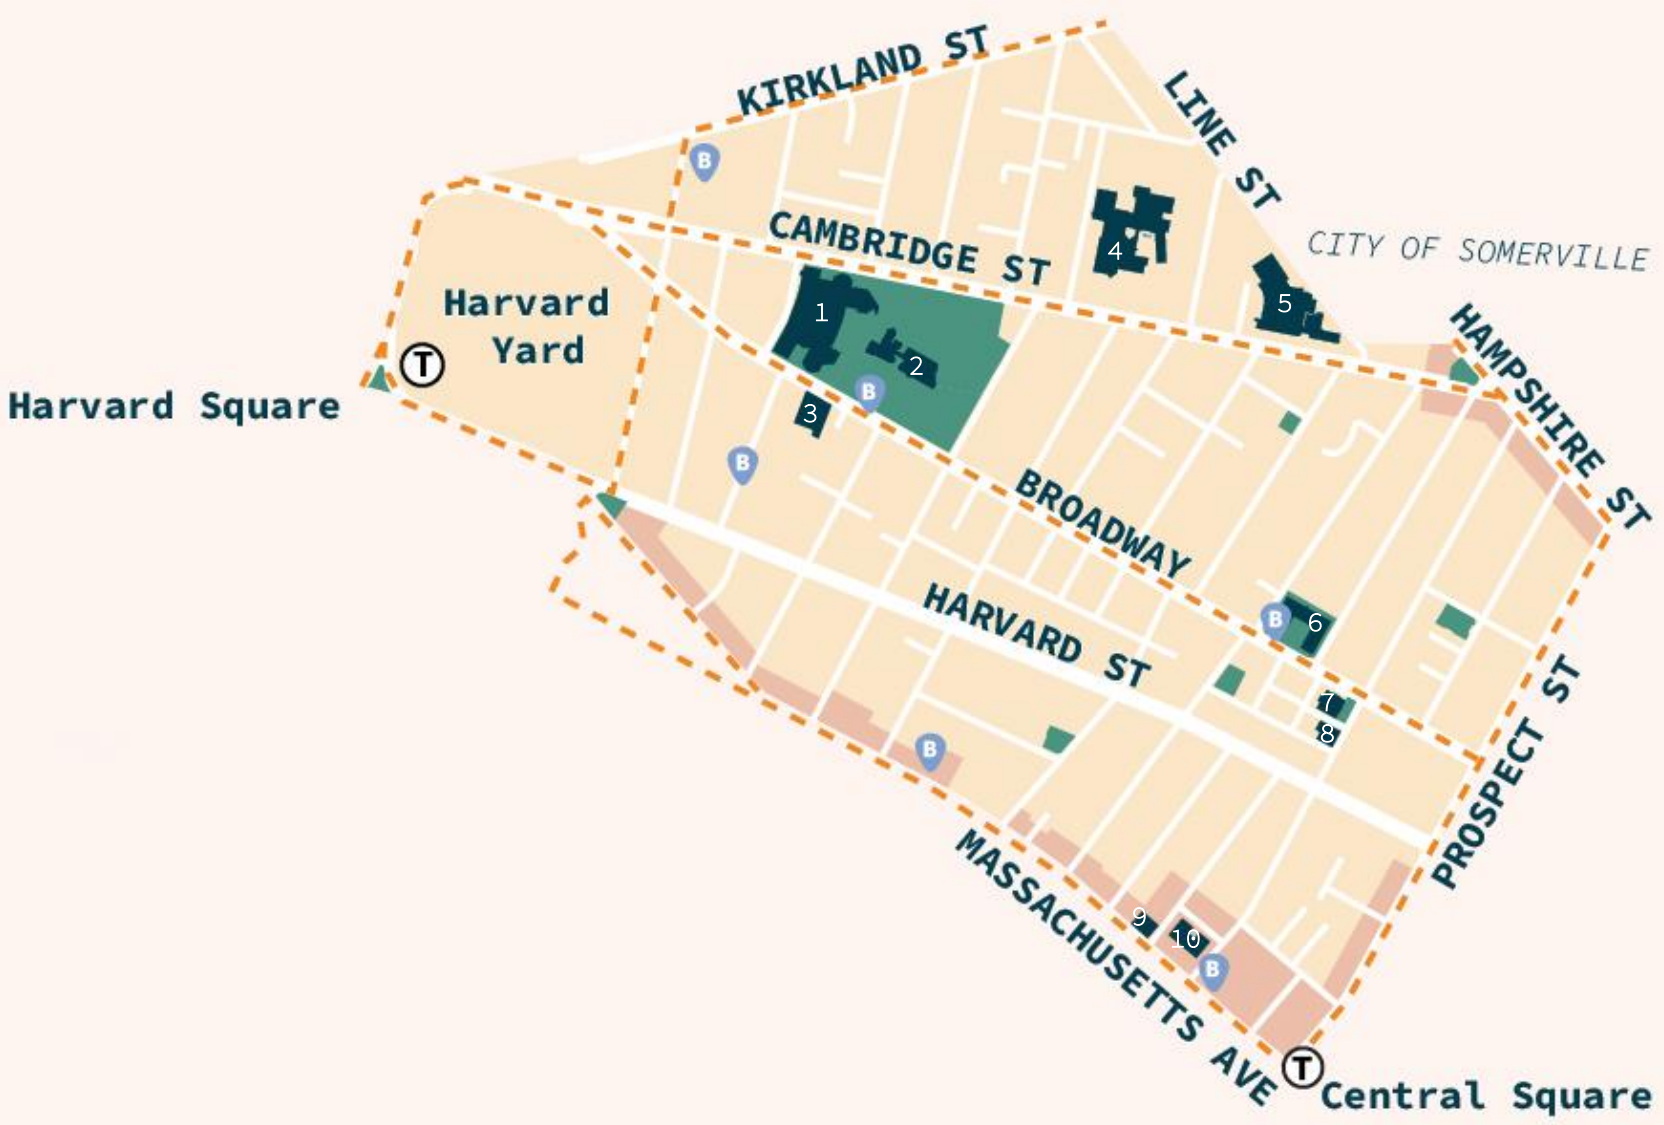 KIRKLAND ST
LINE ST
B
CAMBRIDGE ST
CITY OF SOMERVILLE
4
Harvard
Yard
1
5
HAMPSHIRE ST
T
2
Harvard Square
B
3
B
BROADWAY
HARVARD ST
B
6
7
8
PROSPECT ST
B
MASSACHUSETTS AVE
9
10
B
T
Central Square